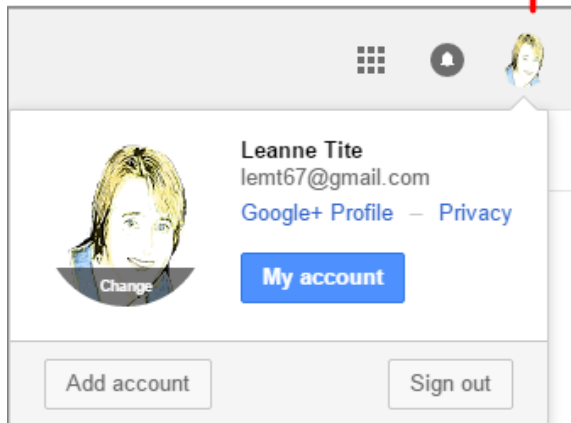 Leanne Tite
lemt67@gmail.com
Google+ Profile – Privacy
Change
My account
Add account Sign out